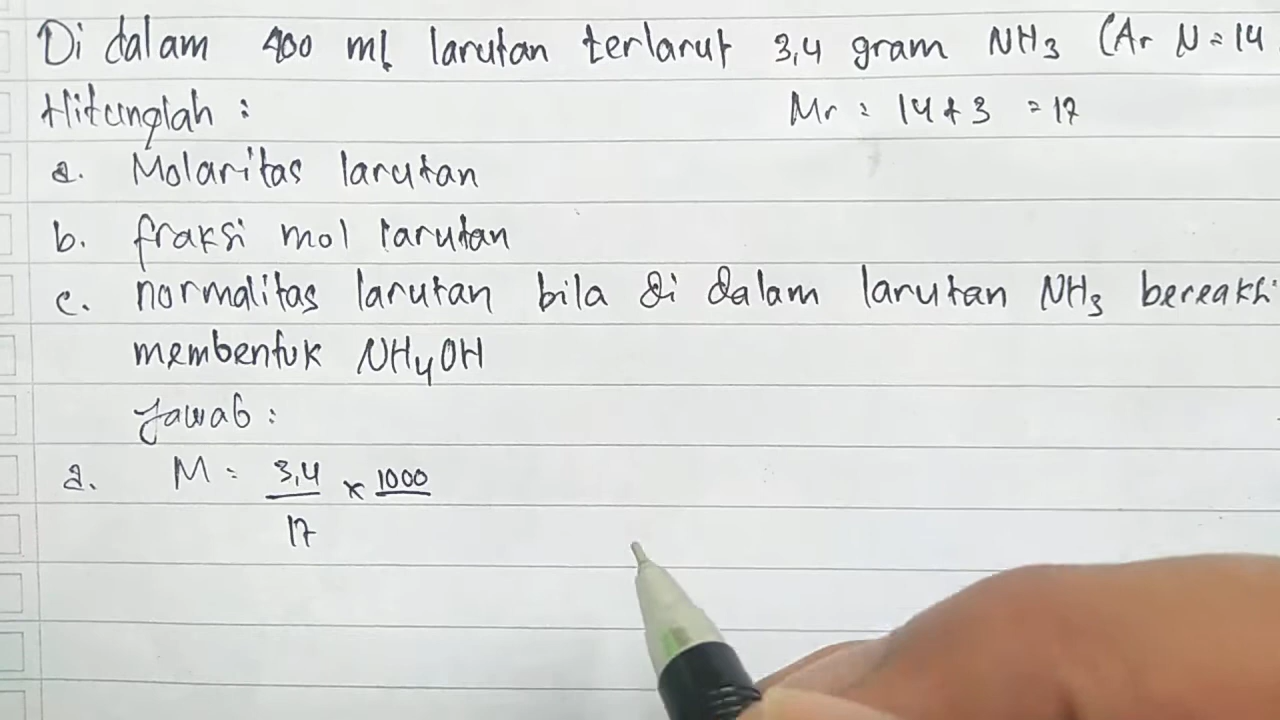 Di dalam 400 ml larutan terlarut 3,4 gram NH3 (Ar N = 14
Hitunglah :
Mr = 14 + 3 = 17
a. Molaritas larutan
b. fraksi mol larutan
c. normalitas larutan bila di dalam larutan NH3 bereaksi
membentuk NH4OH
Jawab :
a. M = 3,4 × 1000
17